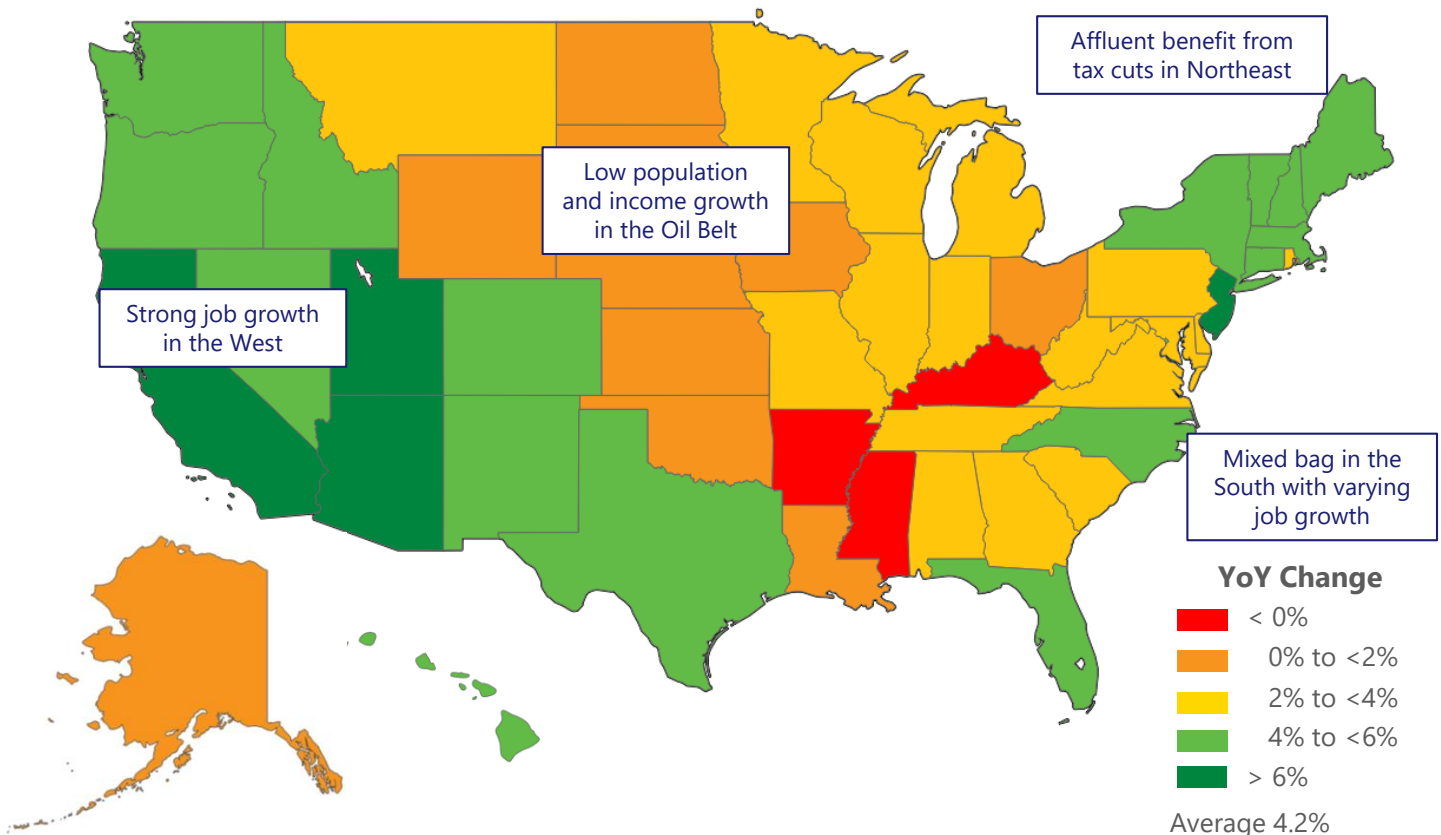 Affluent benefit from
tax cuts in Northeast
Low population
and income growth
in the Oil Belt
Strong job growth
in the West
Mixed bag in the
South with varying
job growth
YoY Change
< 0%
0% to <2%
2% to <4%
4% to <6%
> 6%
Average 4.2%